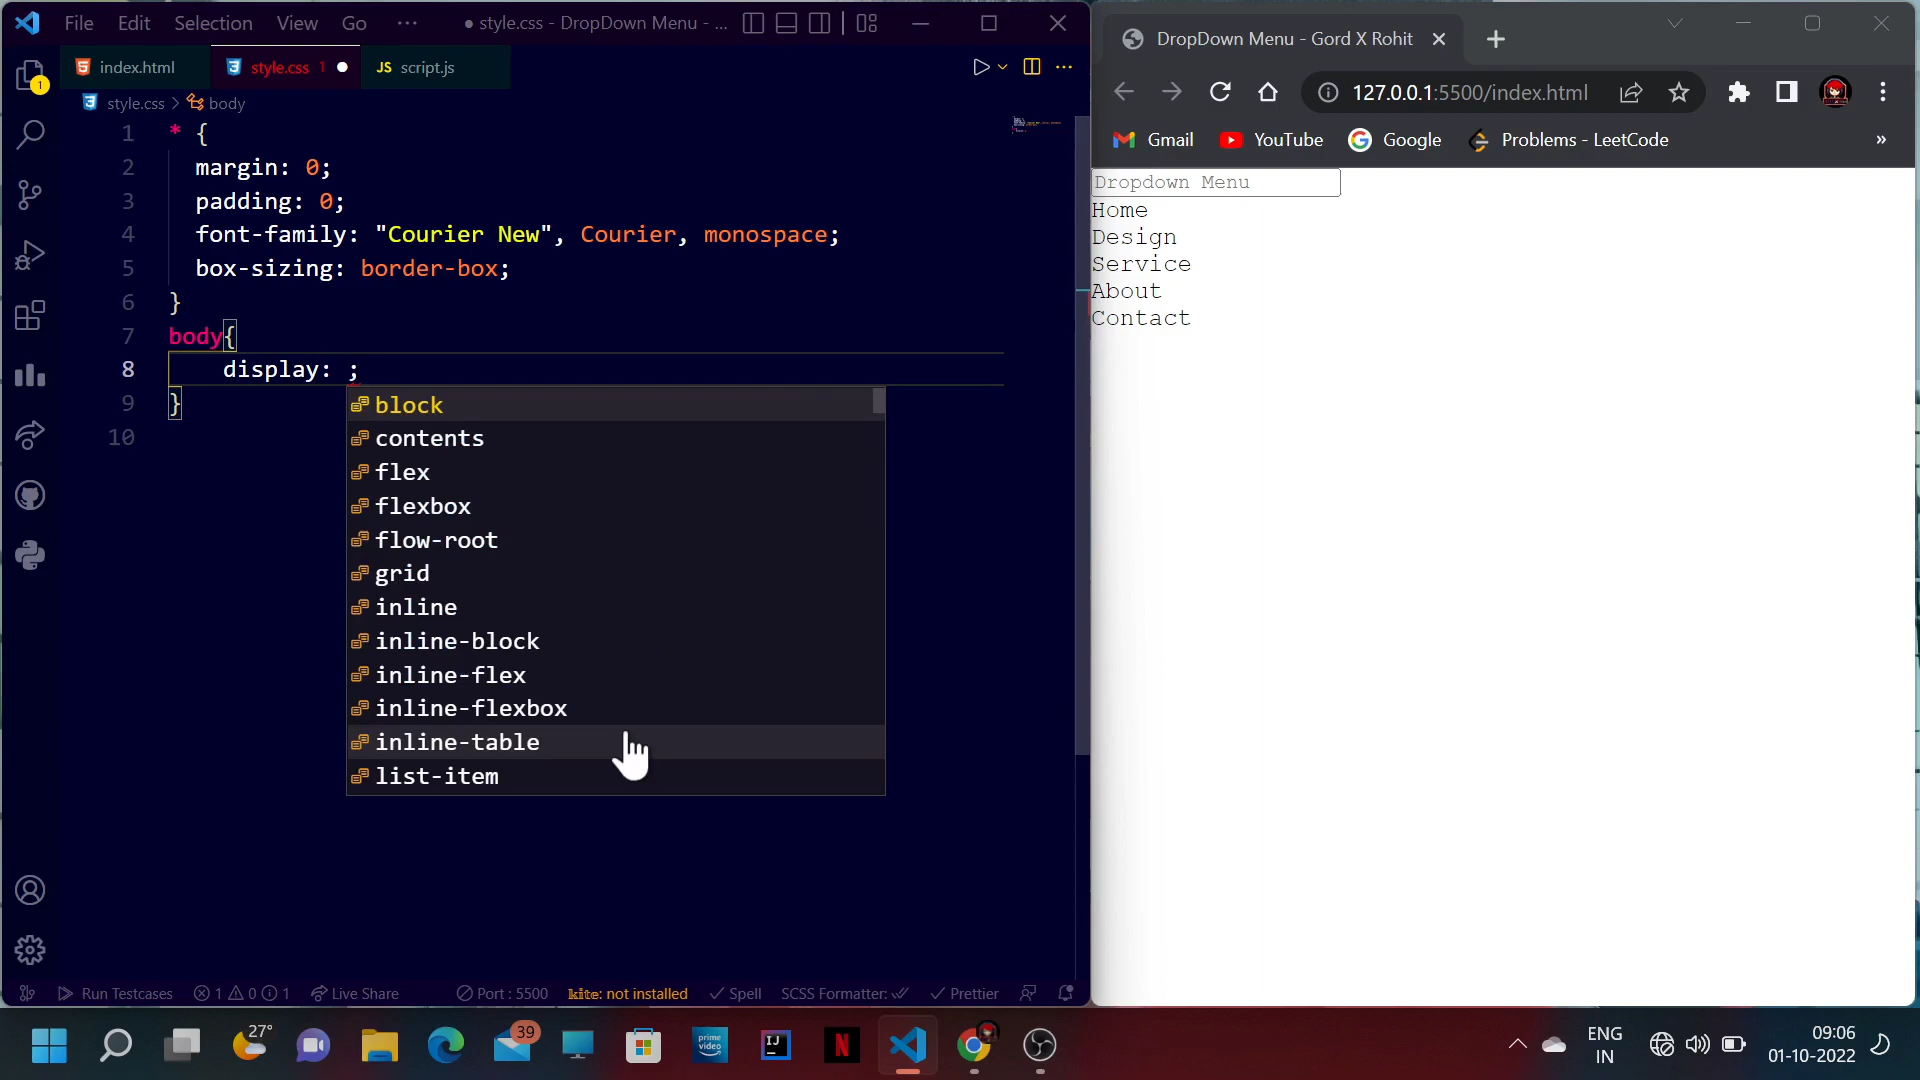 File Edit Selection View Go ··· ● style.css - DropDown Menu - ...
index.html style.css 1 ● JS script.js
style.css > body
1 * {
2 margin: 0;
3 padding: 0;
4 font-family: "Courier New", Courier, monospace;
5 box-sizing: border-box;
6 }
7 body{
8 display: ;
9 }
10
block
contents
flex
flexbox
flow-root
grid
inline
inline-block
inline-flex
inline-flexbox
inline-table
list-item
1
Run Testcases 1 0 1 Live Share Port : 5500 kite: not installed Spell SCSS Formatter: Prettier
DropDown Menu - Gord X Rohit
127.0.0.1:5500/index.html
Gmail YouTube Google Problems - LeetCode »
Dropdown Menu
Home
Design
Service
About
Contact
27° 39 prime video IJ N
ENG
IN
09:06
01-10-2022